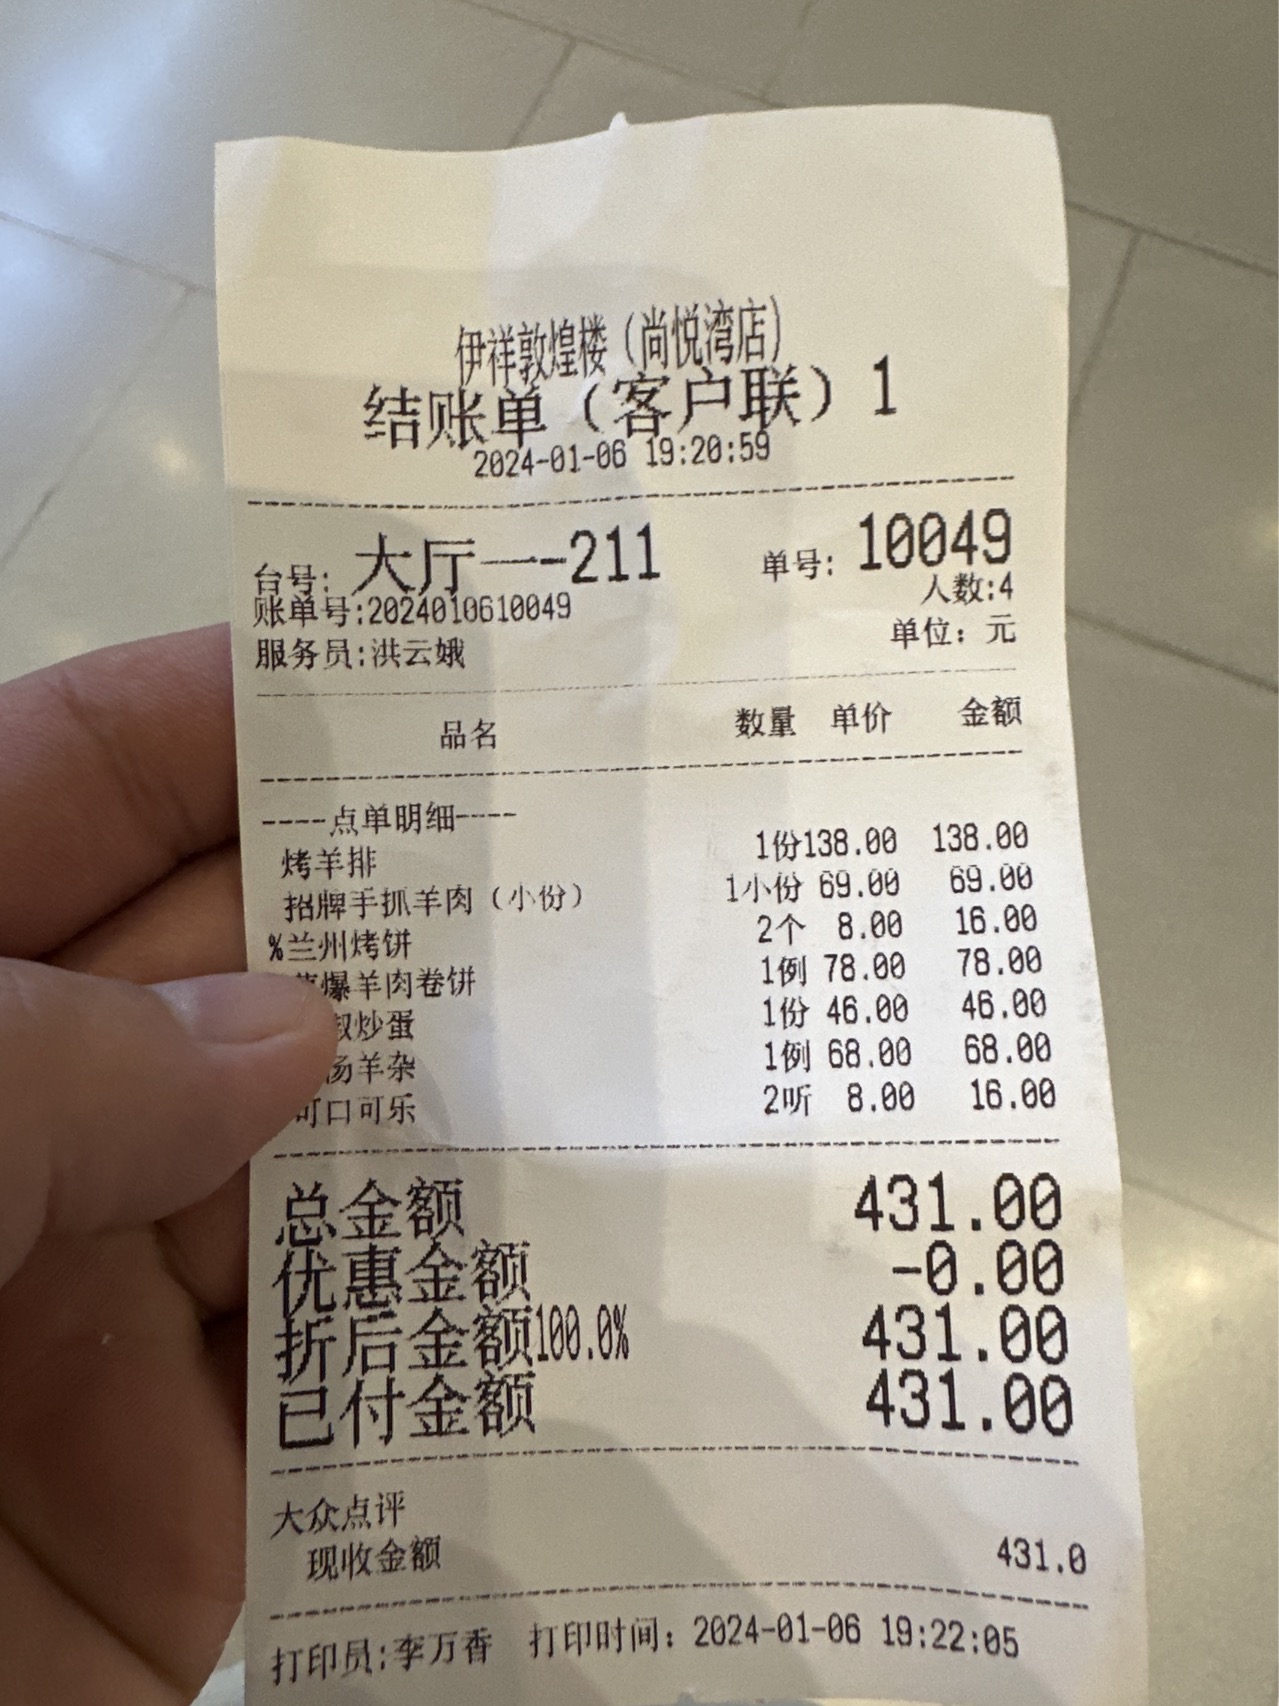 伊祥敦煌楼（尚悦湾店）
结账单（客户联）1
2024-01-06 19:20:59
台号: 大厅一-211 单号: 10049
人数:4
账单号:2024010610049
单位: 元
服务员:洪云娥
品名 数量 单价 金额
----点单明细----
烤羊排 1份138.00 138.00
招牌手抓羊肉（小份） 1小份 69.00 69.00
%兰州烤饼 2个 8.00 16.00
爆羊肉卷饼 1例 78.00 78.00
椒炒蛋 1份 46.00 46.00
汤羊杂 1例 68.00 68.00
可口可乐 2听 8.00 16.00
总金额 431.00
优惠金额 -0.00
折后金额100.0% 431.00
已付金额 431.00
大众点评
现收金额 431.0
打印员:李万香 打印时间: 2024-01-06 19:22:05